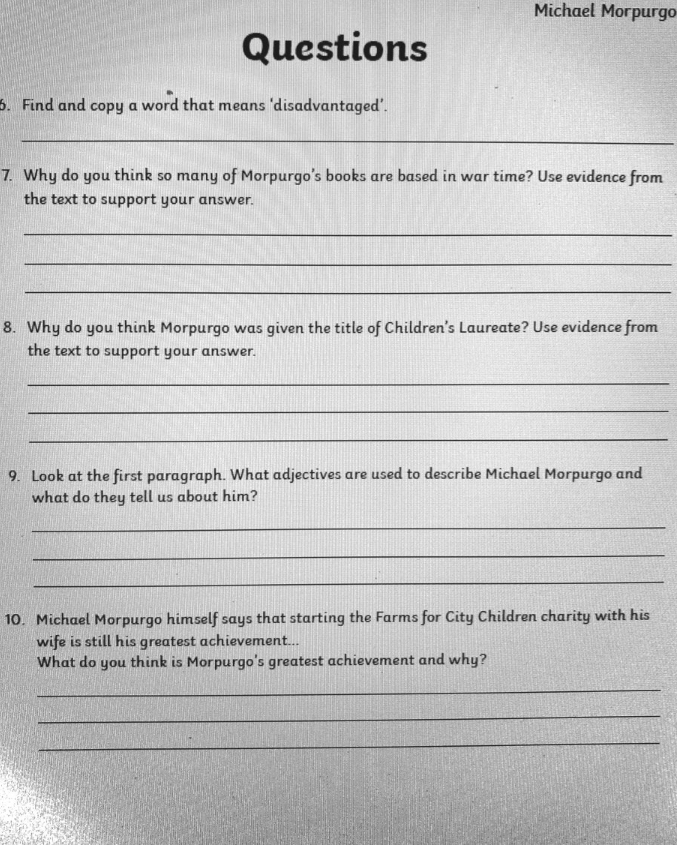 Michael Morpurgo
Questions
6. Find and copy a word that means 'disadvantaged'.
7. Why do you think so many of Morpurgo's books are based in war time? Use evidence from
the text to support your answer.
8. Why do you think Morpurgo was given the title of Children's Laureate? Use evidence from
the text to support your answer.
9. Look at the first paragraph. What adjectives are used to describe Michael Morpurgo and
what do they tell us about him?
10. Michael Morpurgo himself says that starting the Farms for City Children charity with his
wife is still his greatest achievement...
What do you think is Morpurgo's greatest achievement and why?